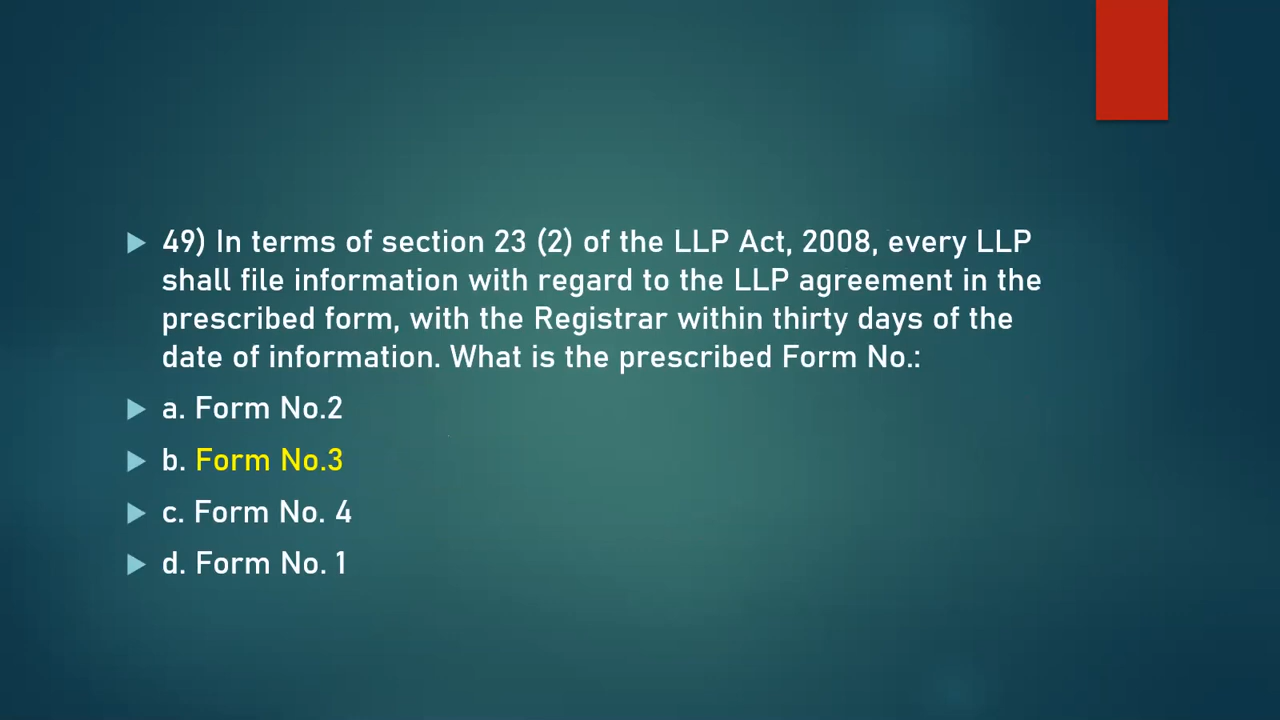 49) In terms of section 23 (2) of the LLP Act, 2008, every LLP
shall file information with regard to the LLP agreement in the
prescribed form, with the Registrar within thirty days of the
date of information. What is the prescribed Form No.:
a. Form No.2
b. Form No.3
c. Form No. 4
d. Form No. 1